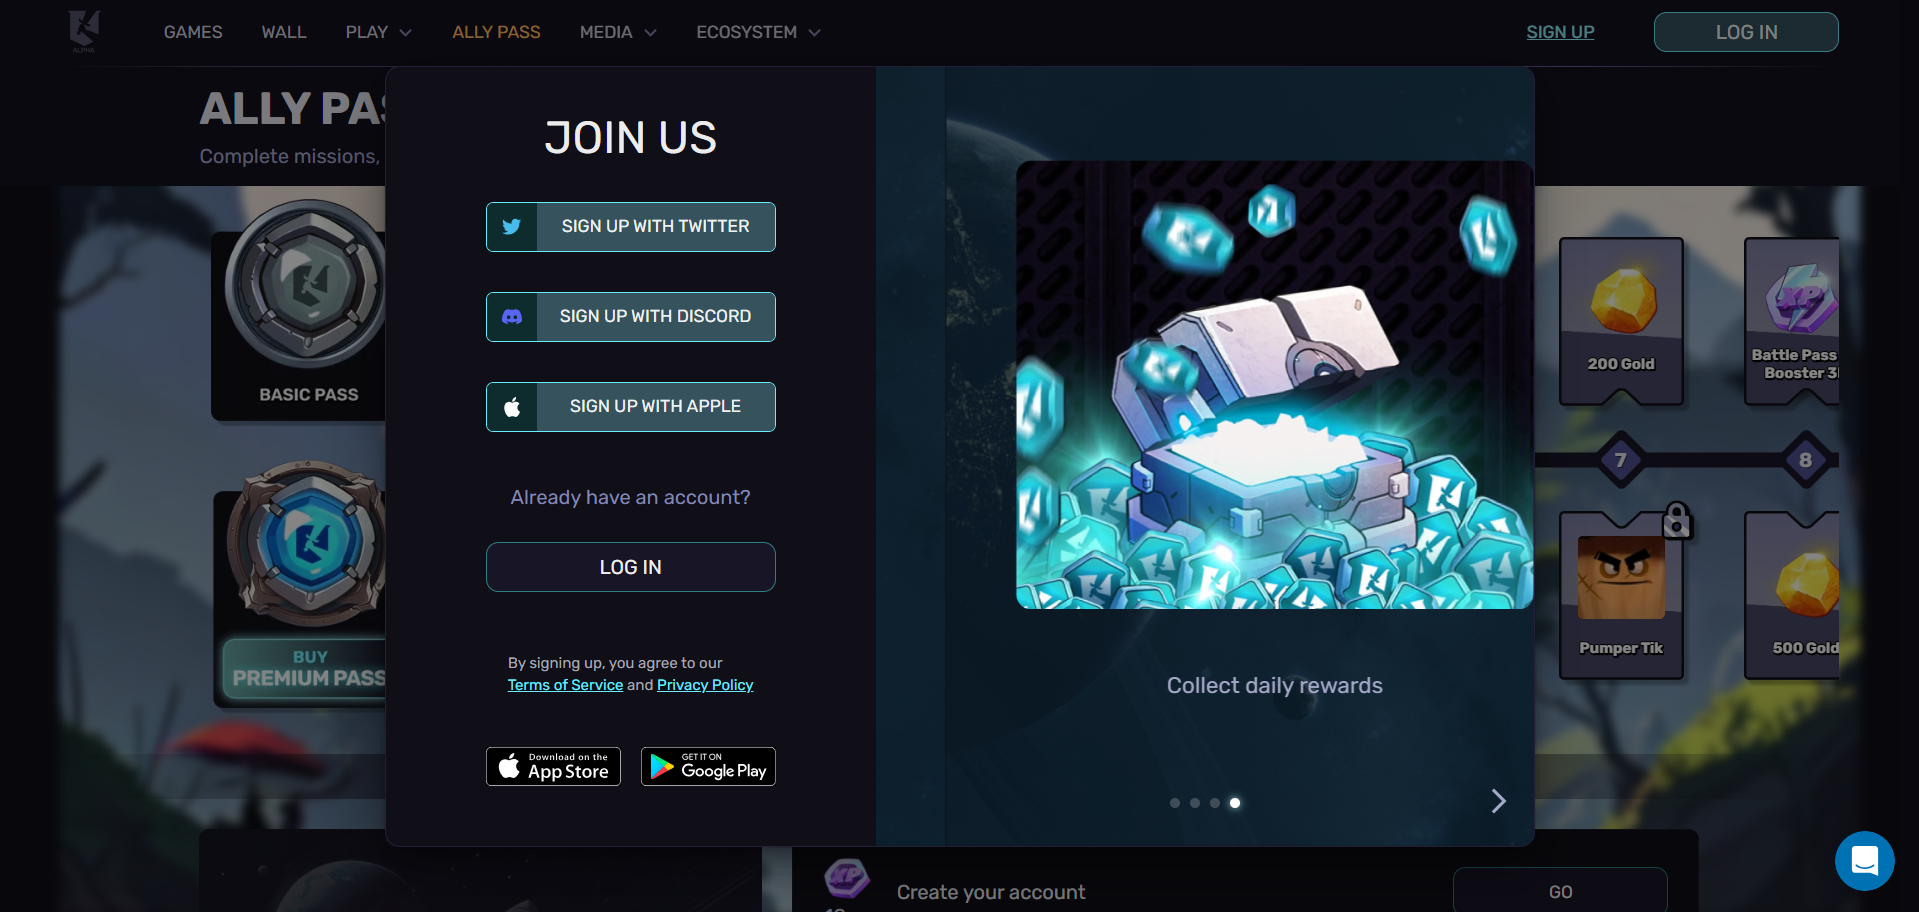 ALPHA
GAMES
WALL
PLAY
ALLY PASS
MEDIA
ECOSYSTEM
SIGN UP
LOG IN
ALLY PAS
Complete missions,
JOIN US
SIGN UP WITH TWITTER
SIGN UP WITH DISCORD
SIGN UP WITH APPLE
Already have an account?
LOG IN
By signing up, you agree to our
Terms of Service and Privacy Policy
Download on the
App Store
GET IT ON
Google Play
Collect daily rewards
BASIC PASS
BUY
PREMIUM PASS
200 Gold
XP
Battle Pass
Booster
7
8
Pumper Tik
500 Gold
XP
Create your account
GO